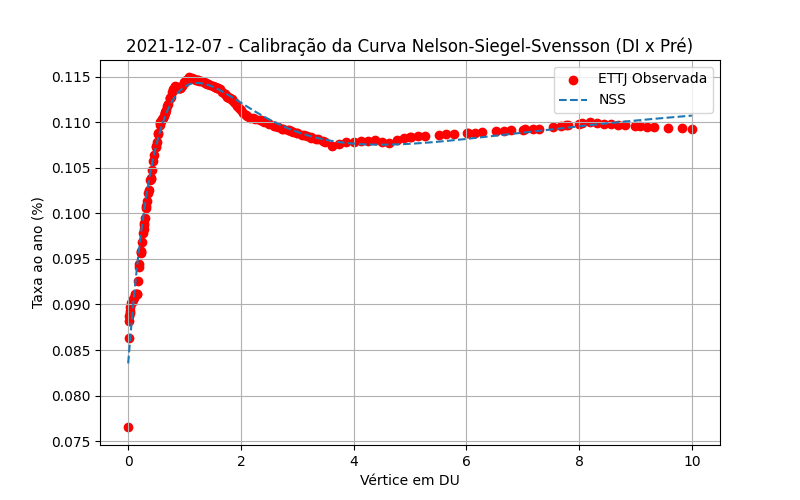 2021-12-07 - Calibração da Curva Nelson-Siegel-Svensson (DI x Pré)
ETTJ Observada
NSS
Taxa ao ano (%)
0.115
0.110
0.105
0.100
0.095
0.090
0.085
0.080
0.075
0 2 4 6 8 10
Vértice em DU